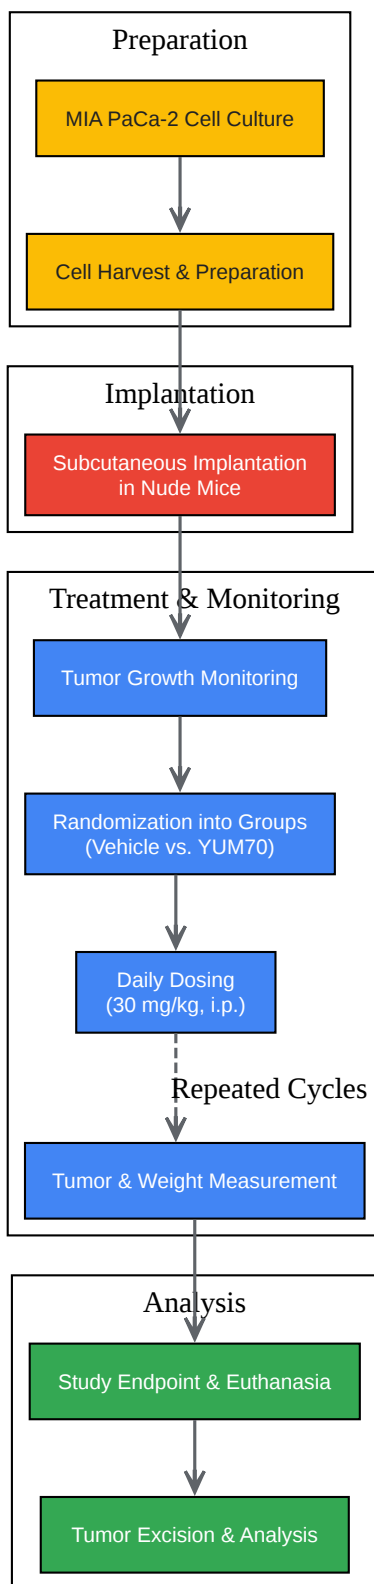 Preparation
MIA PaCa-2 Cell Culture
Cell Harvest & Preparation
Implantation
Subcutaneous Implantation
in Nude Mice
Treatment & Monitoring
Tumor Growth Monitoring
Randomization into Groups
(Vehicle vs. YUM70)
Daily Dosing
(30 mg/kg, i.p.)
Repeated Cycles
Tumor & Weight Measurement
Analysis
Study Endpoint & Euthanasia
Tumor Excision & Analysis